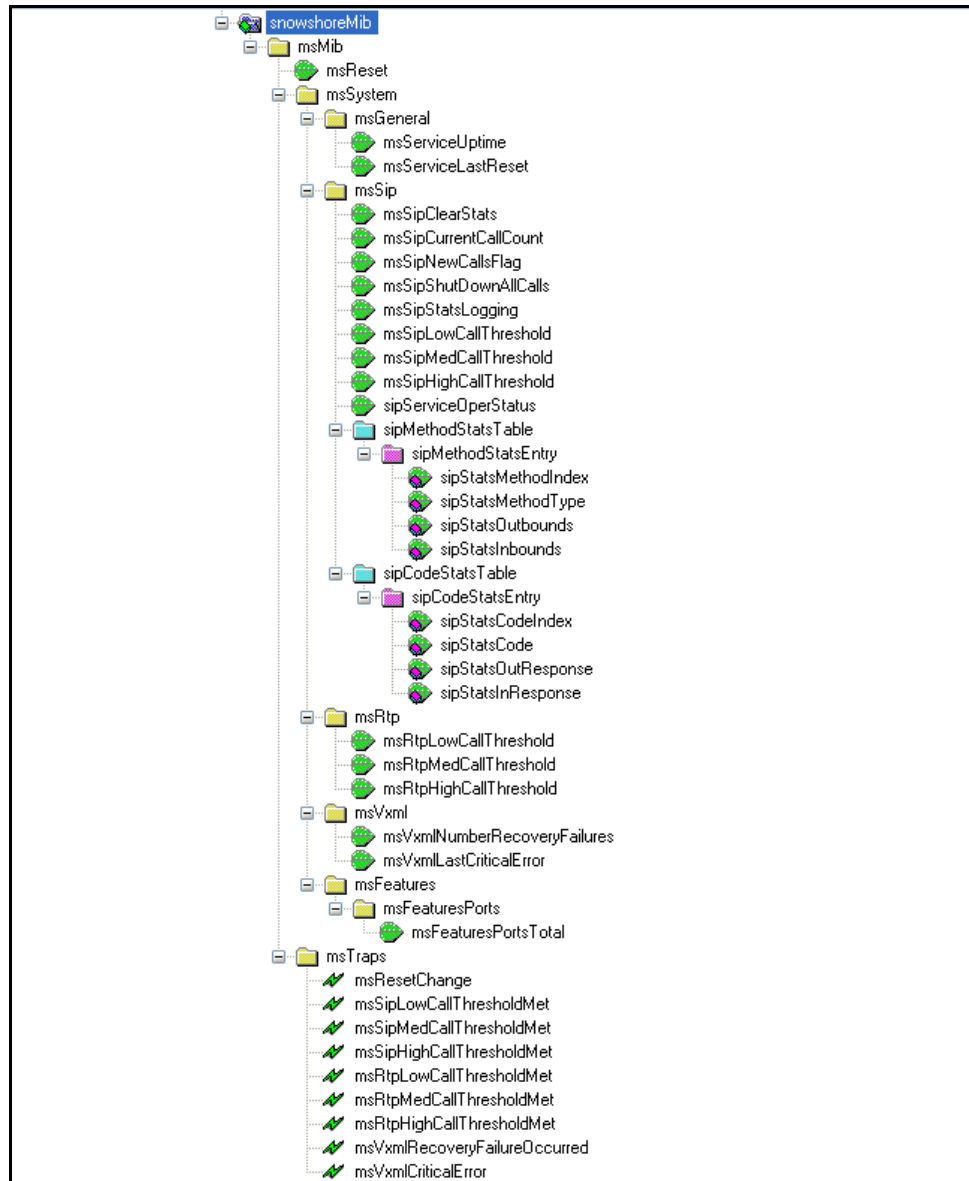 snowshoreMib
msMib
msReset
msSystem
msGeneral
msServiceUptime
msServiceLastReset
msSip
msSipClearStats
msSipCurrentCallCount
msSipNewCallsFlag
msSipShutDownAllCalls
msSipStatsLogging
msSipLowCallThreshold
msSipMedCallThreshold
msSipHighCallThreshold
sipServiceOperStatus
sipMethodStatsTable
sipMethodStatsEntry
sipStatsMethodIndex
sipStatsMethodType
sipStatsOutbounds
sipStatsInbounds
sipCodeStatsTable
sipCodeStatsEntry
sipStatsCodeIndex
sipStatsCode
sipStatsOutResponse
sipStatsInResponse
msRtp
msRtpLowCallThreshold
msRtpMedCallThreshold
msRtpHighCallThreshold
msVxml
msVxmlNumberRecoveryFailures
msVxmlLastCriticalError
msFeatures
msFeaturesPorts
msFeaturesPortsTotal
msTraps
msResetChange
msSipLowCallThresholdMet
msSipMedCallThresholdMet
msSipHighCallThresholdMet
msRtpLowCallThresholdMet
msRtpMedCallThresholdMet
msRtpHighCallThresholdMet
msVxmlRecoveryFailureOccurred
msVxmlCriticalError